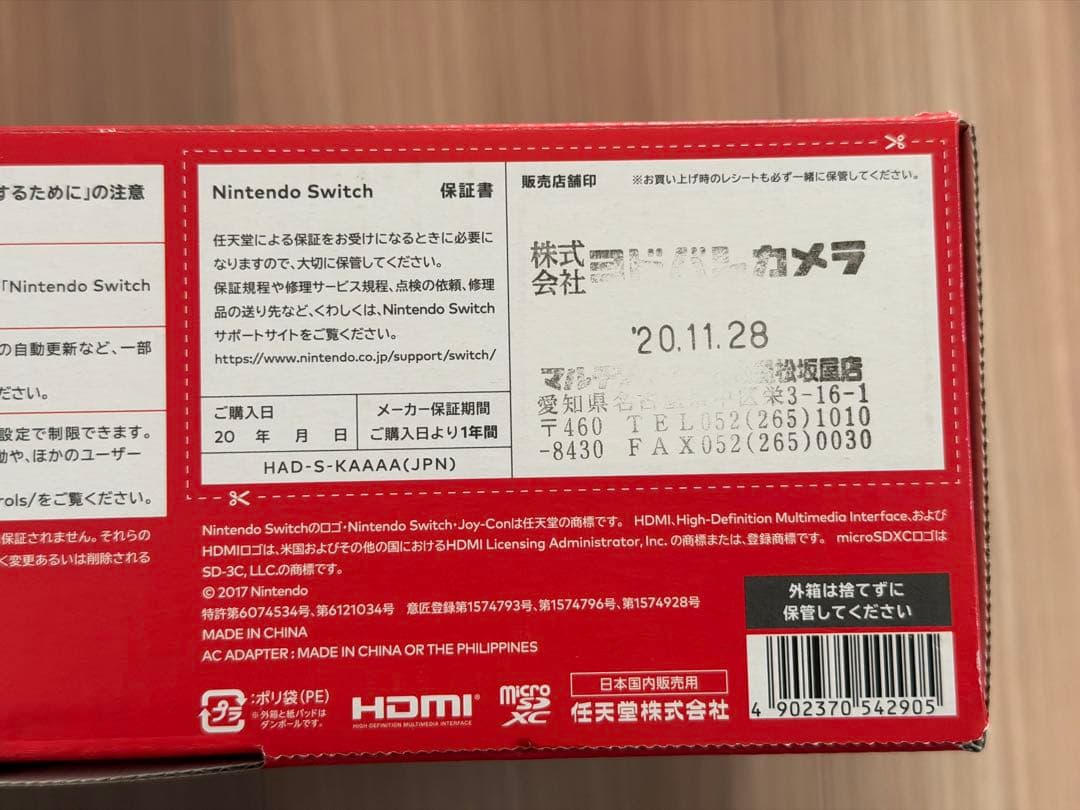 するために」の注意
「Nintendo Switch
の自動更新など、一部
ださい。
設定で制限できます。
動や、ほかのユーザー
rols/をご覧ください。
保証されません。それらの
く変更あるいは削除される
Nintendo Switch 保証書
任天堂による保証をお受けになるときに必要に
なりますので、大切に保管してください。
保証規程や修理サービス規程、点検の依頼、修理
品の送り先など、くわしくは、Nintendo Switch
サポートサイトをご覧ください。
https://www.nintendo.co.jp/support/switch/
ご購入日
20 年 月 日
メーカー保証期間
ご購入日より1年間
HAD-S-KAAAA(JPN)
販売店舗印 ※お買い上げ時のレシートも必ず一緒に保管してください。
株式会社ヨドバシカメラ
'20.11.28
マルチ 松坂屋店
愛知県名古屋市中区栄3-16-1
〒460 TEL052(265)1010
-8430 FAX052(265)0030
Nintendo Switchのロゴ・Nintendo Switch・Joy-Conは任天堂の商標です。 HDMI、High-Definition Multimedia Interface、および
HDMIロゴは、米国およびその他の国におけるHDMI Licensing Administrator, Inc. の商標または、登録商標です。 microSDXCロゴは
SD-3C, LLC.の商標です。
© 2017 Nintendo
特許第6074534号、第6121034号 意匠登録第1574793号、第1574796号、第1574928号
MADE IN CHINA
AC ADAPTER : MADE IN CHINA OR THE PHILIPPINES
プラ
:ポリ袋(PE)
※外箱と紙パッドは
ダンボールです。
HDMI
HIGH-DEFINITION MULTIMEDIA INTERFACE
micro
SD
XC
日本国内販売用
任天堂株式会社
外箱は捨てずに
保管してください
4 902370 542905